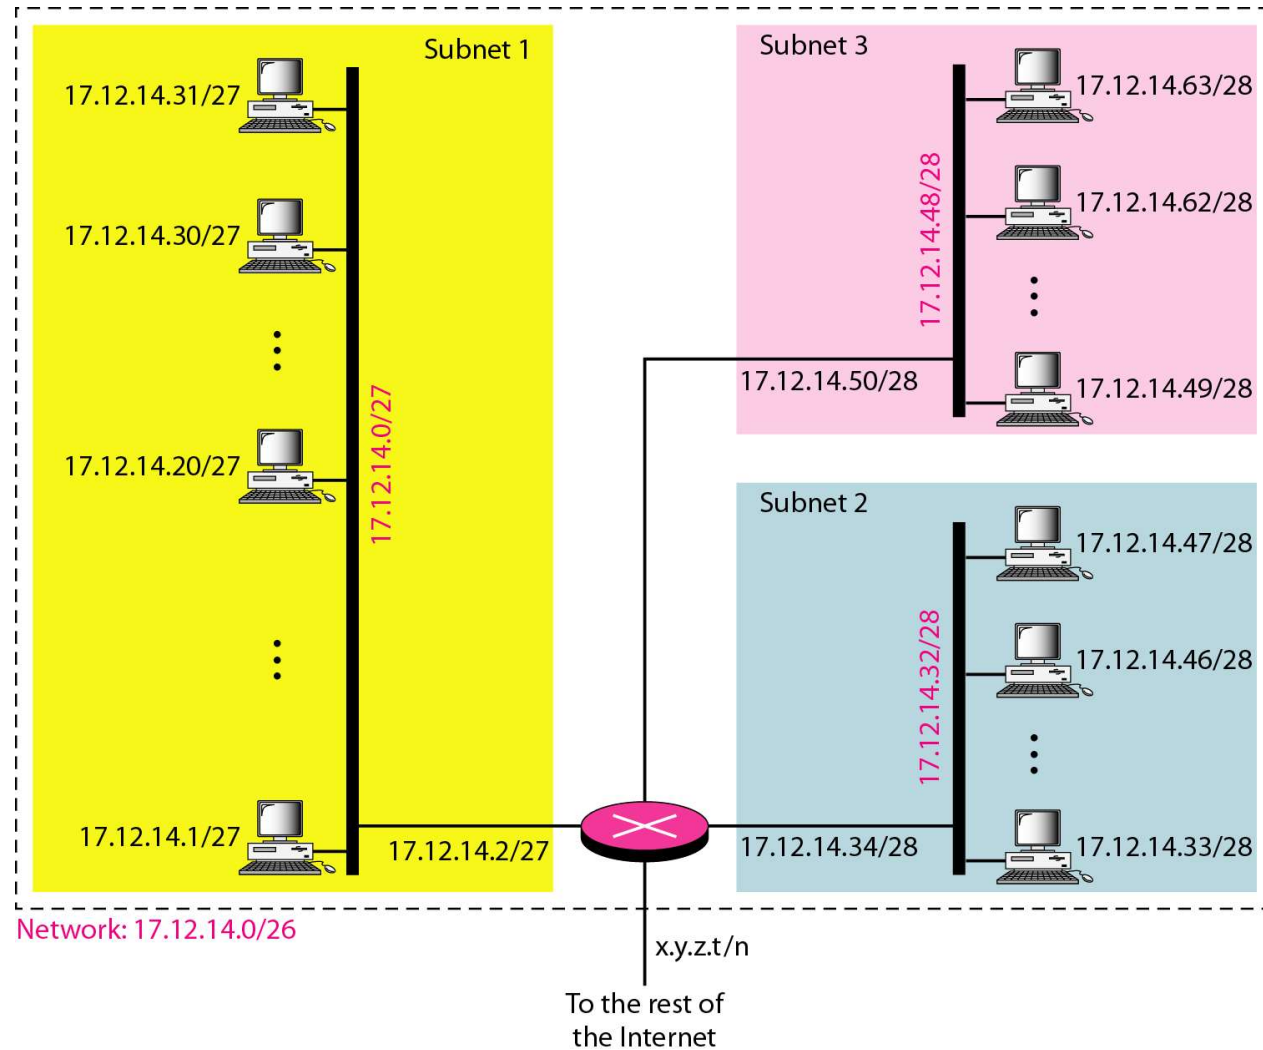 Subnet 1
17.12.14.31/27
17.12.14.30/27
17.12.14.20/27
17.12.14.1/27
17.12.14.0/27
17.12.14.2/27
Subnet 3
17.12.14.63/28
17.12.14.62/28
17.12.14.49/28
17.12.14.48/28
17.12.14.50/28
Subnet 2
17.12.14.47/28
17.12.14.46/28
17.12.14.33/28
17.12.14.32/28
17.12.14.34/28
Network: 17.12.14.0/26
x.y.z.t/n
To the rest of
the Internet